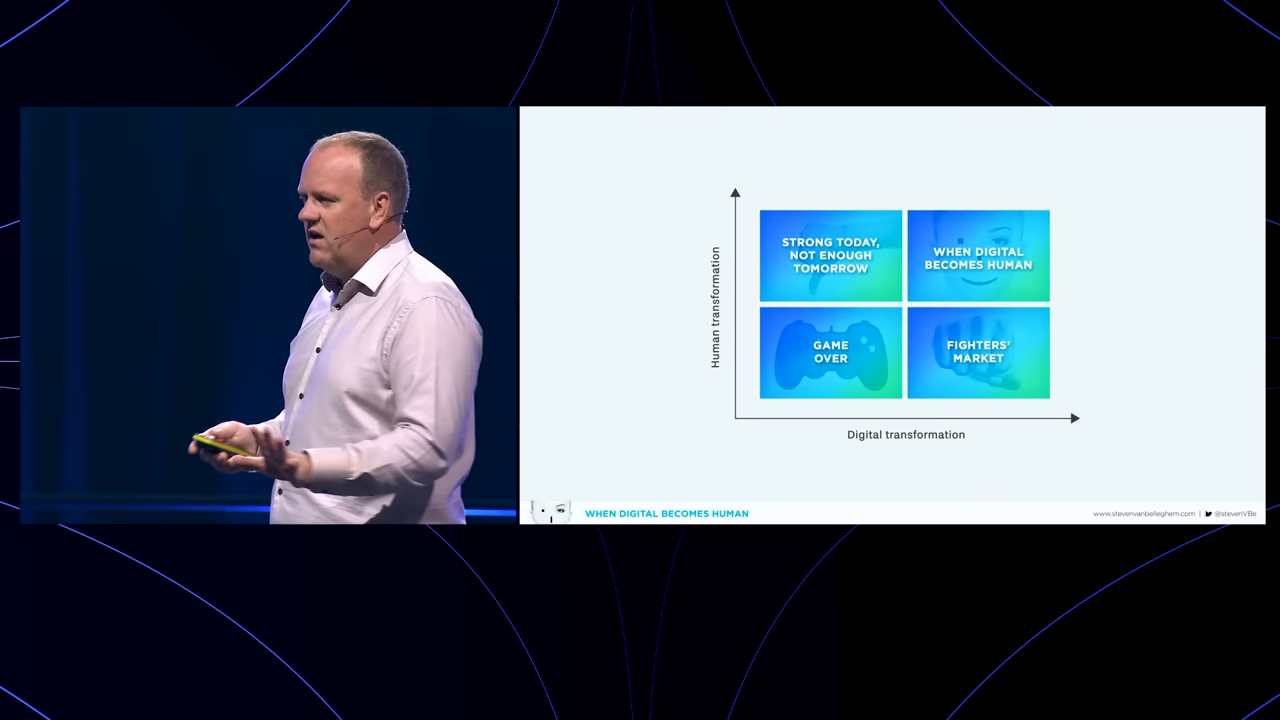 Human transformation
STRONG TODAY,
NOT ENOUGH
TOMORROW
WHEN DIGITAL
BECOMES HUMAN
GAME
OVER
FIGHTERS'
MARKET
Digital transformation
WHEN DIGITAL BECOMES HUMAN
www.stevenvanbelleghem.com | @stevenVBe